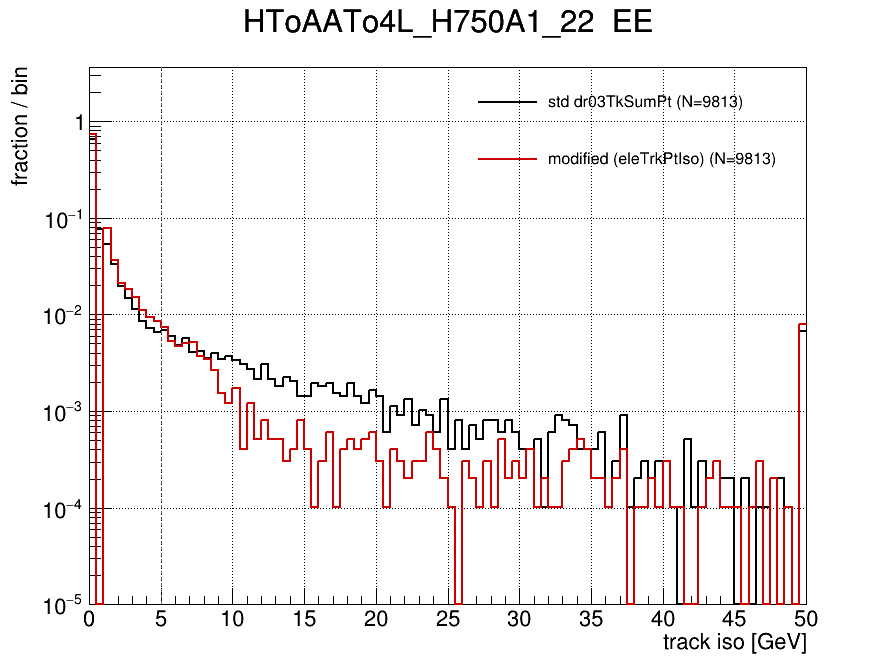 HToAATo4L_H750A1_22 EE
fraction / bin
std dr03TkSumPt (N=9813)
modified (eleTrkPtIso) (N=9813)
1
10⁻¹
10⁻²
10⁻³
10⁻⁴
10⁻⁵
0 5 10 15 20 25 30 35 40 45 50
track iso [GeV]